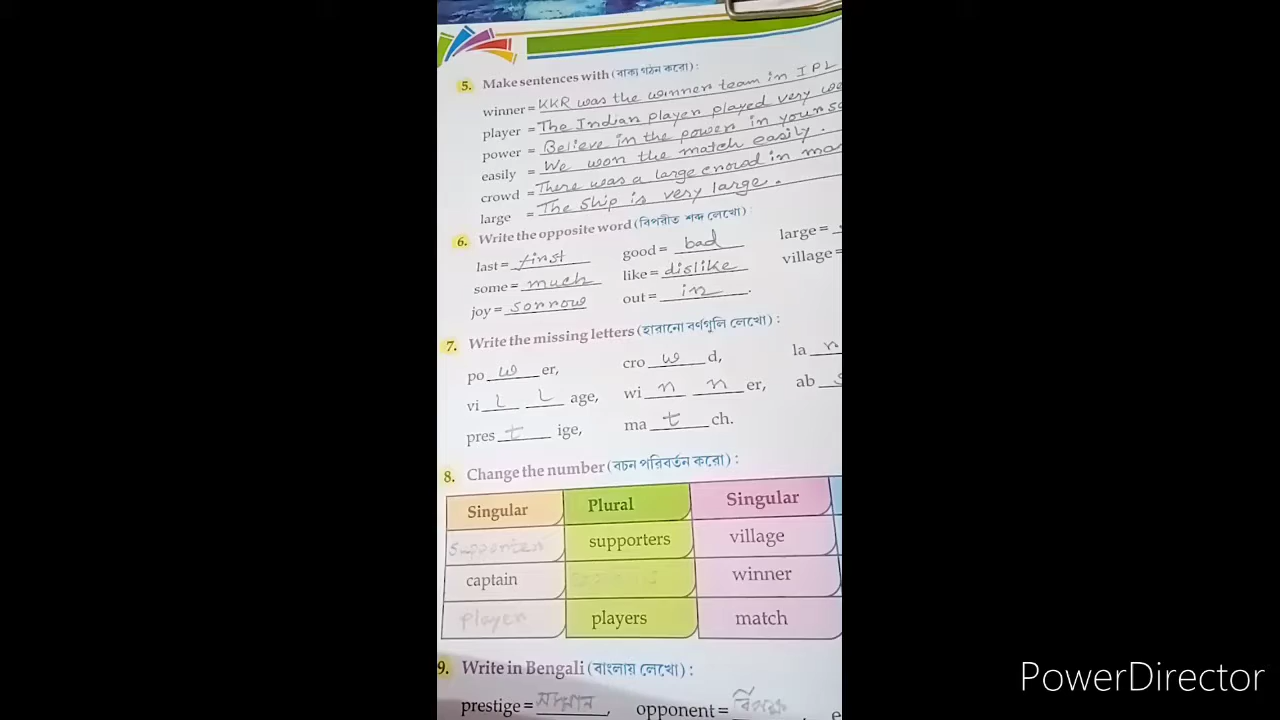 5. Make sentences with (বাক্য গঠন করো) :
winner = KKR was the winner team in IPL
player = The Indian player played very
power = Believe in the power in your
easily = We won the match easily.
crowd = There was a large crowd in
large = The Ship is very large.
6. Write the opposite word (বিপরীত শব্দ লেখো) :
last = first good = bad large =
some = much like = dislike village =
joy = sorrow out = in .
7. Write the missing letters (হারানো বর্ণগুলি লেখো) :
po w er, cro w d, la r
vi l l age, wi n n er, ab s
pres t ige, ma t ch.
8. Change the number (বচন পরিবর্তন করো) :
Singular Plural Singular
supporter supporters village
captain winner
player players match
9. Write in Bengali (বাংলায় লেখো) :
prestige = সম্মান , opponent = বিপক্ষ , e
PowerDirector